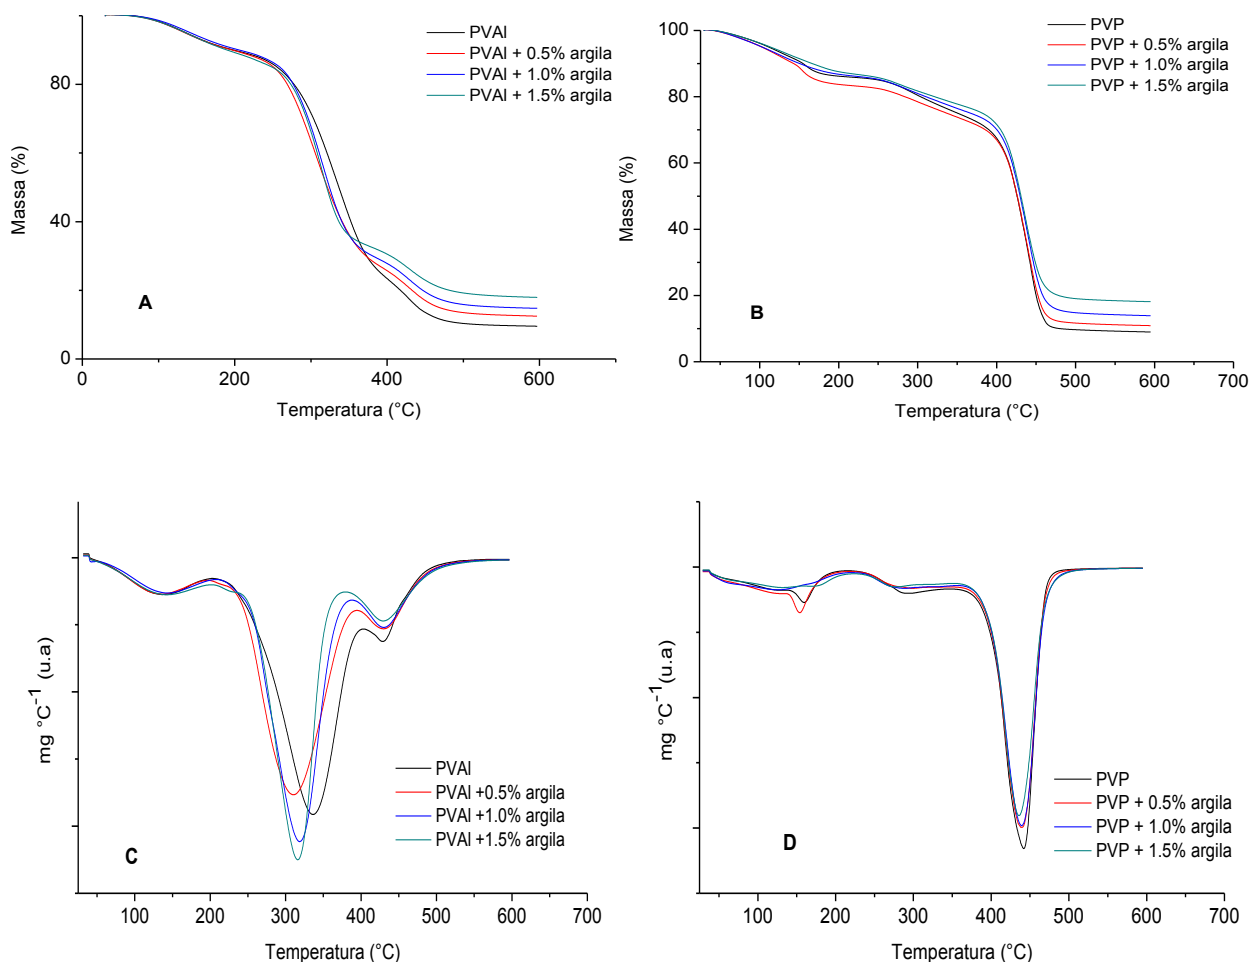 PVAl
PVAl + 0.5% argila
PVAl + 1.0% argila
PVAl + 1.5% argila
80
40
0
Massa (%)
A
0
200
400
600
Temperatura (°C)
PVP
PVP + 0.5% argila
PVP + 1.0% argila
PVP + 1.5% argila
100
80
60
40
20
0
Massa (%)
B
100
200
300
400
500
600
700
Temperatura (°C)
mg °C⁻¹ (u.a)
PVAl
PVAl +0.5% argila
PVAl +1.0% argila
PVAl +1.5% argila
C
100
200
300
400
500
600
700
Temperatura (°C)
mg °C⁻¹(u.a)
PVP
PVP + 0.5% argila
PVP + 1.0% argila
PVP + 1.5% argila
D
100
200
300
400
500
600
700
Temperatura (°C)